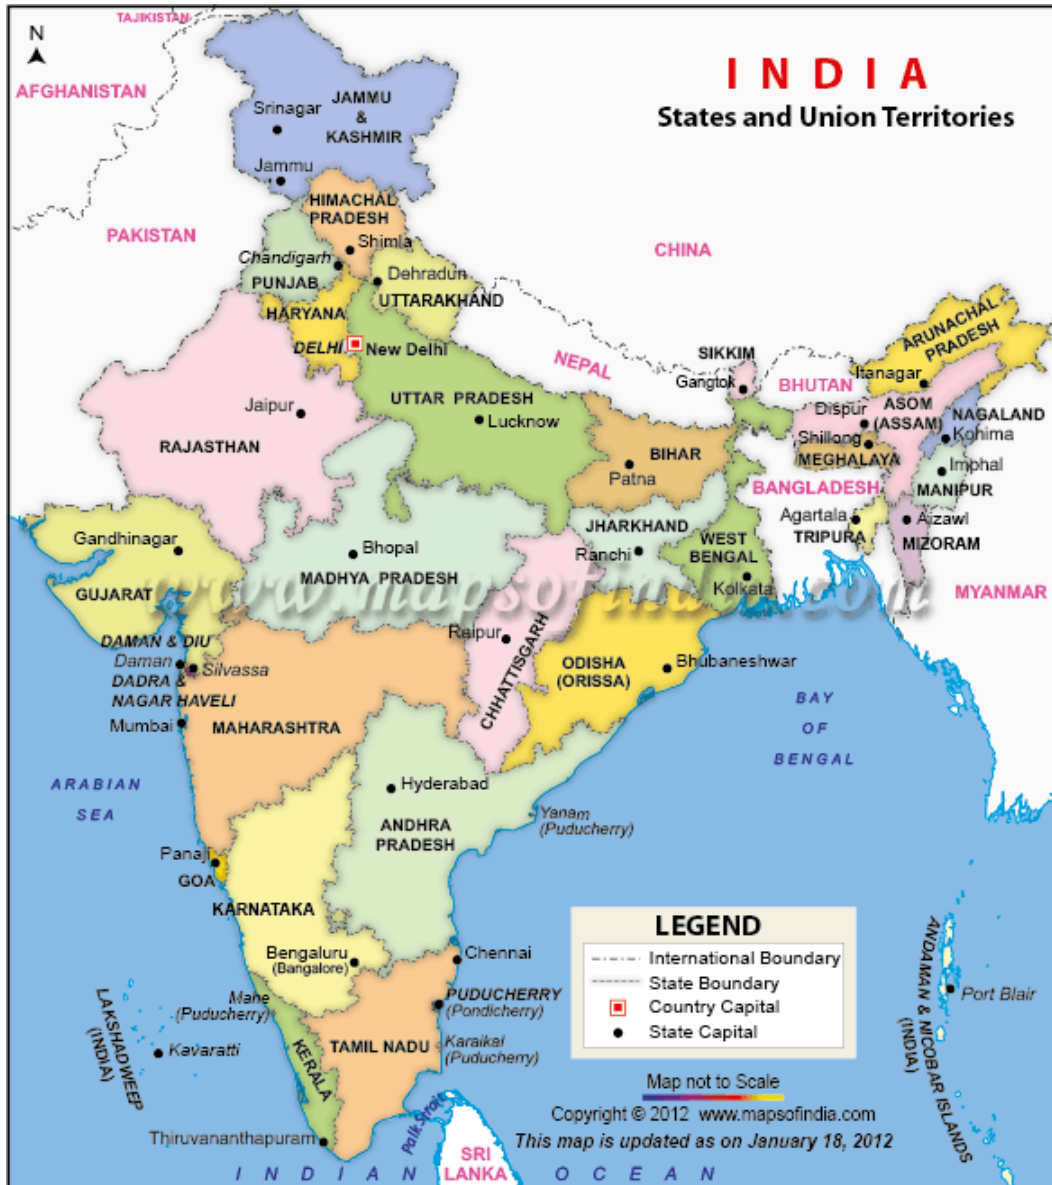 TAJIKISTAN
N
INDIA
States and Union Territories
AFGHANISTAN
JAMMU
&
KASHMIR
Srinagar
Jammu
HIMACHAL
PRADESH
PAKISTAN
Shimla
CHINA
Chandigarh
PUNJAB
Dehradun
UTTARAKHAND
HARYANA
DELHI
New Delhi
NEPAL
SIKKIM
Gangtok
BHUTAN
ARUNACHAL
PRADESH
Itanagar
Jaipur
UTTAR PRADESH
Lucknow
Dispur
ASOM
(ASSAM)
NAGALAND
Kohima
RAJASTHAN
BIHAR
Patna
Shillong
MEGHALAYA
Imphal
MANIPUR
BANGLADESH
Gandhinagar
Bhopal
MADHYA PRADESH
JHARKHAND
Ranchi
WEST
BENGAL
Kolkata
Agartala
TRIPURA
Aizawl
MIZORAM
MYANMAR
GUJARAT
www.mapsofindia.com
DAMAN & DIU
Daman
Silvassa
DADRA &
NAGAR HAVELI
Mumbai
MAHARASHTRA
Raipur
CHHATTISGARH
ODISHA
(ORISSA)
Bhubaneshwar
BAY
OF
BENGAL
ARABIAN
SEA
Hyderabad
ANDHRA
PRADESH
Yanam
(Puducherry)
Panaji
GOA
KARNATAKA
Bengaluru
(Bangalore)
Chennai
LEGEND
International Boundary
State Boundary
Country Capital
State Capital
ANDAMAN & NICOBAR ISLANDS
(INDIA)
Port Blair
LAKSHADWEEP
(INDIA)
Kavaratti
Mahe
(Puducherry)
PUDUCHERRY
(Pondicherry)
KERALA
TAMIL NADU
Karaikal
(Puducherry)
Thiruvananthapuram
Palk Strait
SRI
LANKA
Map not to Scale
Copyright © 2012 www.mapsofindia.com
This map is updated as on January 18, 2012
INDIAN OCEAN